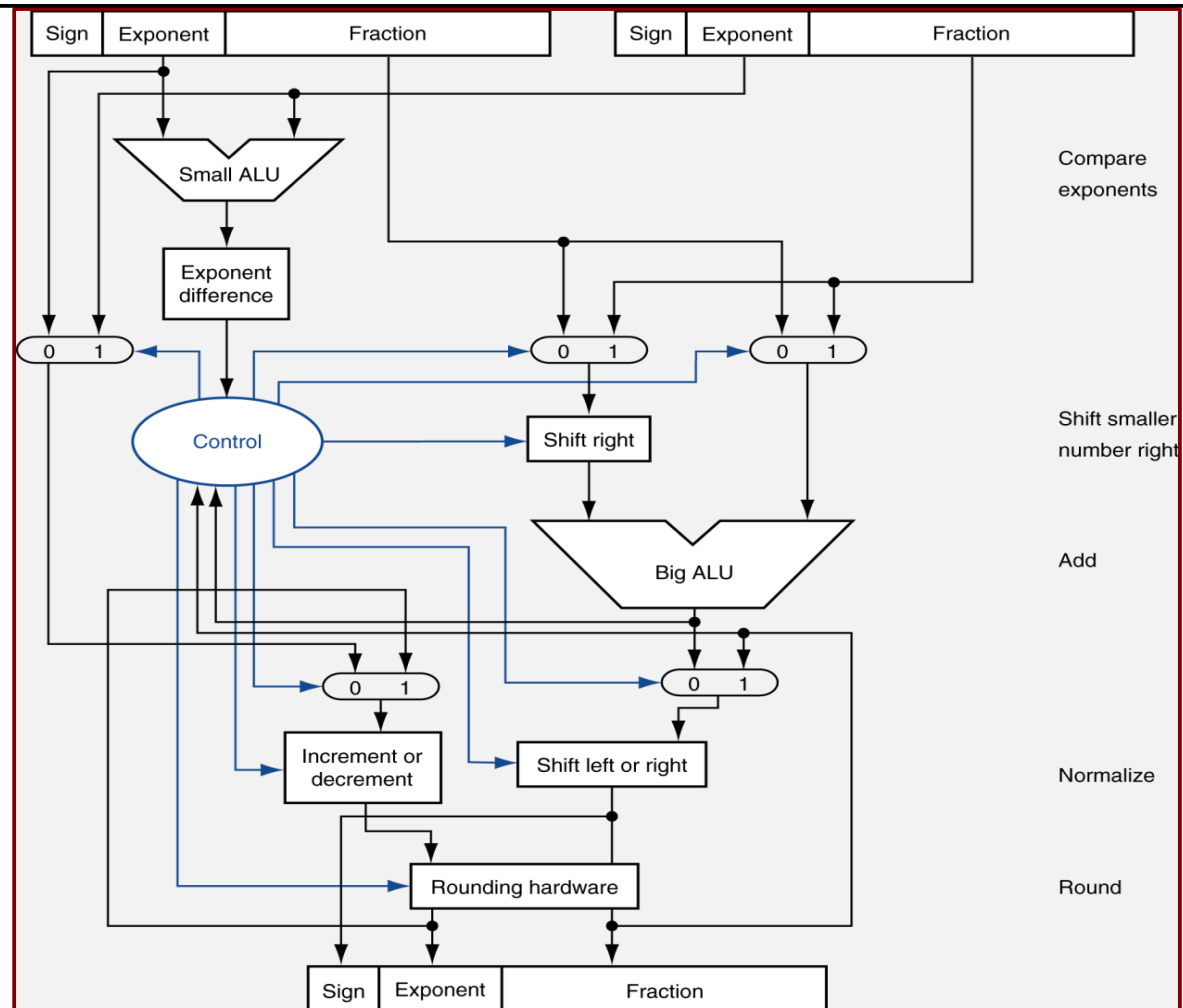 Sign Exponent Fraction Sign Exponent Fraction
Compare
exponents
Small ALU
Exponent
difference
0 1 0 1 0 1
Control
Shift right
Shift smaller
number right
Big ALU
Add
0 1 0 1
Increment or
decrement
Shift left or right
Normalize
Rounding hardware
Round
Sign Exponent Fraction